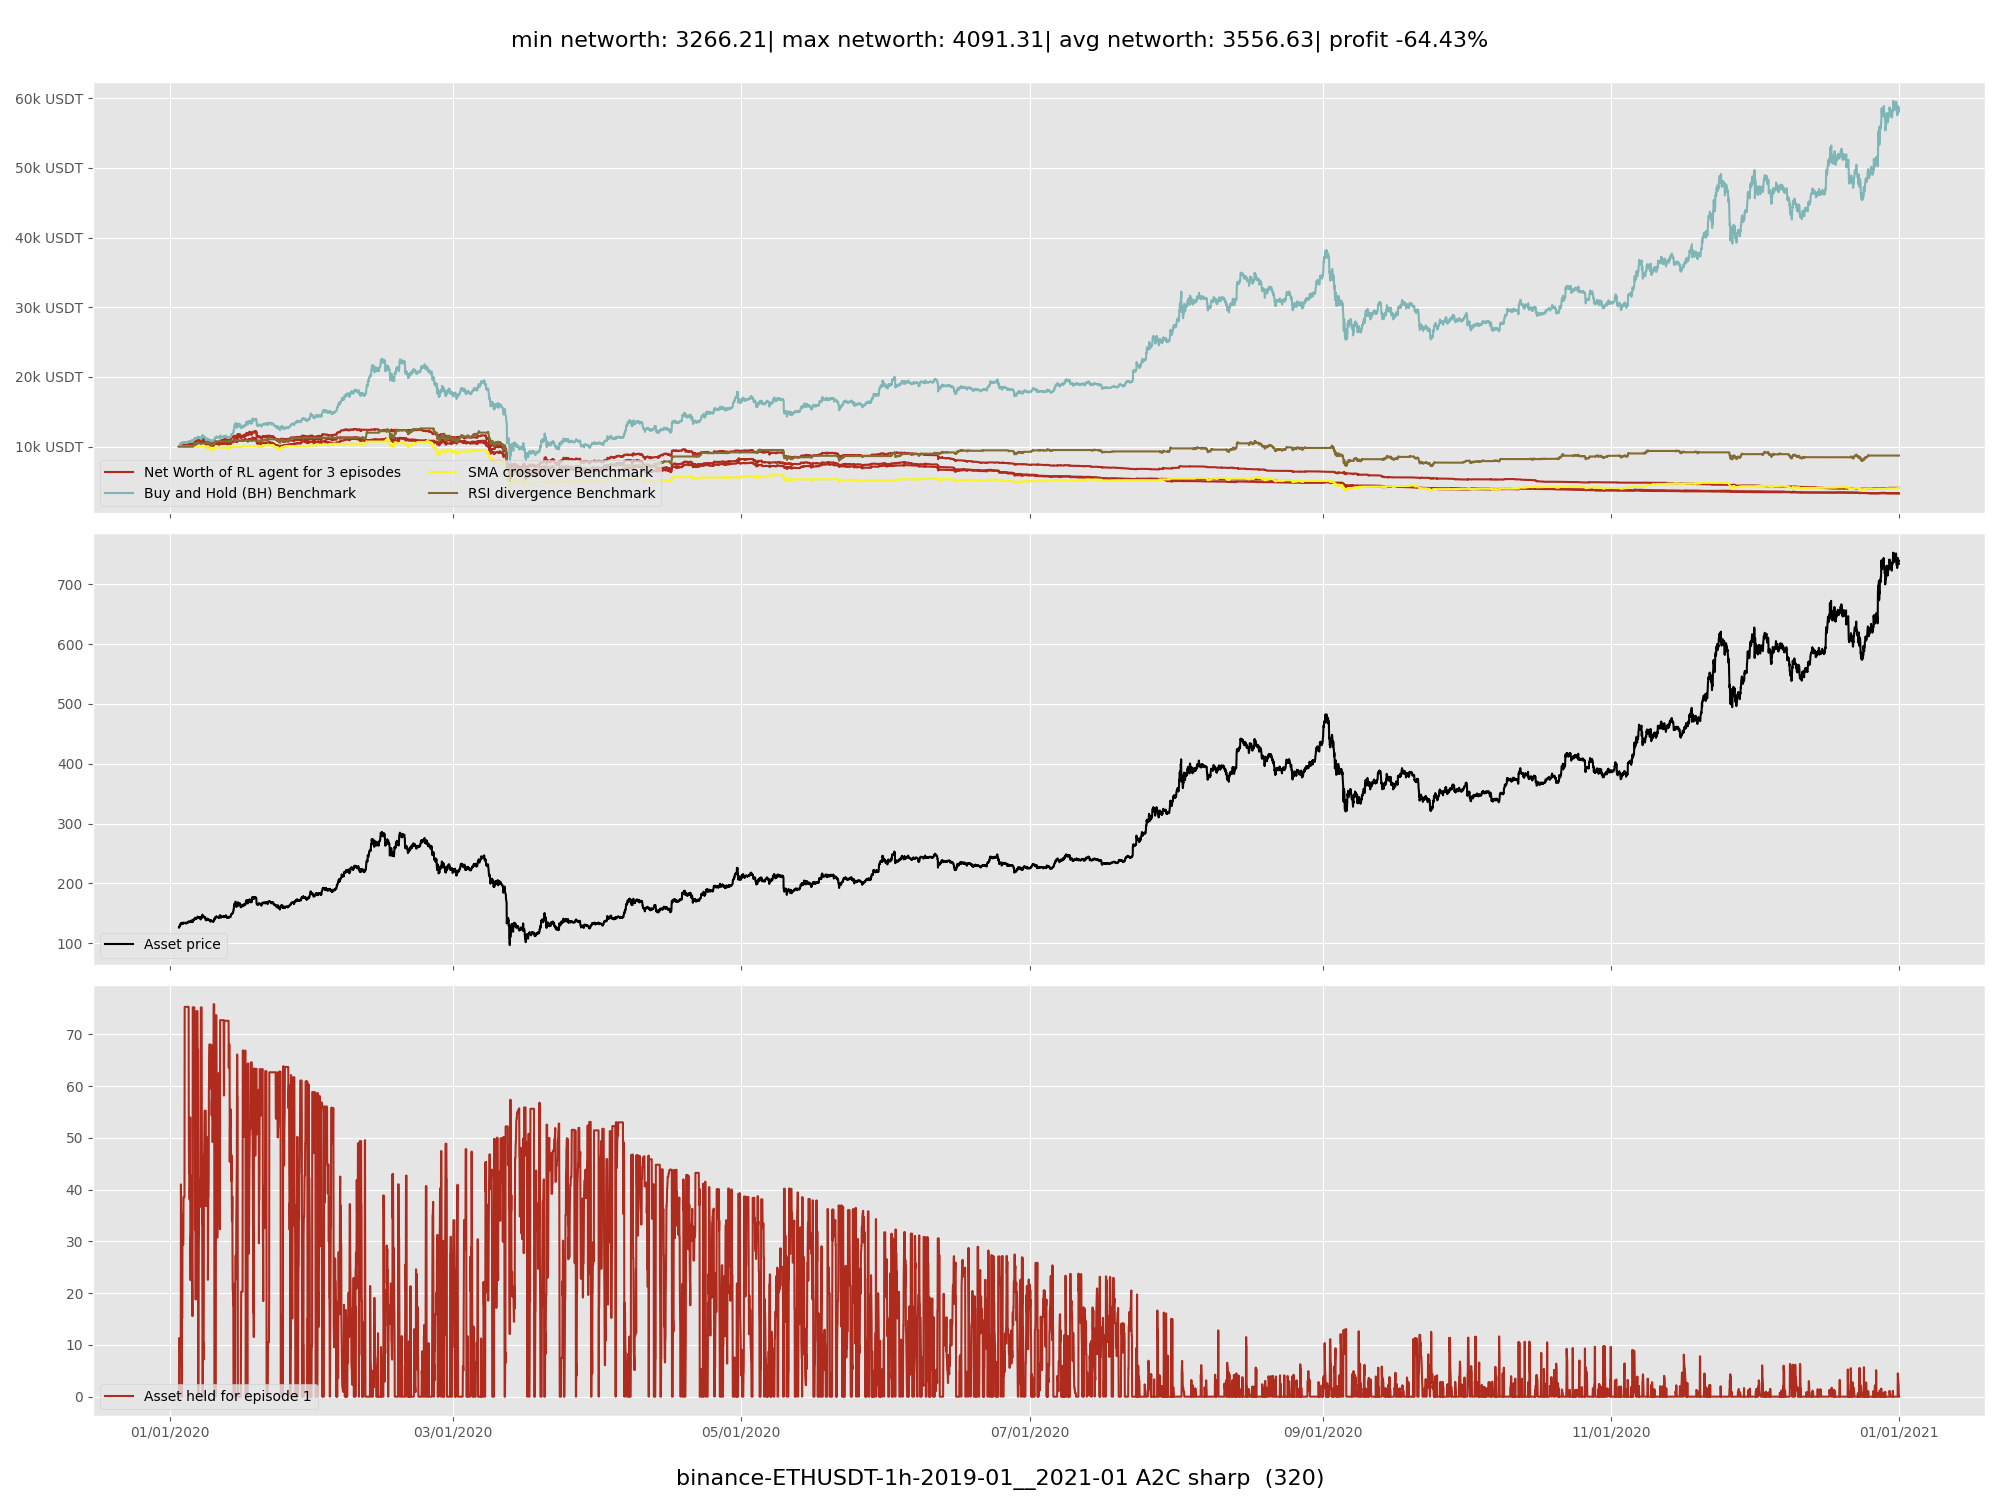 min networth: 3266.21| max networth: 4091.31| avg networth: 3556.63| profit -64.43%
60k USDT
50k USDT
40k USDT
30k USDT
20k USDT
10k USDT
Net Worth of RL agent for 3 episodes
Buy and Hold (BH) Benchmark
SMA crossover Benchmark
RSI divergence Benchmark
700
600
500
400
300
200
100
Asset price
70
60
50
40
30
20
10
0
Asset held for episode 1
01/01/2020
03/01/2020
05/01/2020
07/01/2020
09/01/2020
11/01/2020
01/01/2021
binance-ETHUSDT-1h-2019-01__2021-01 A2C sharp (320)